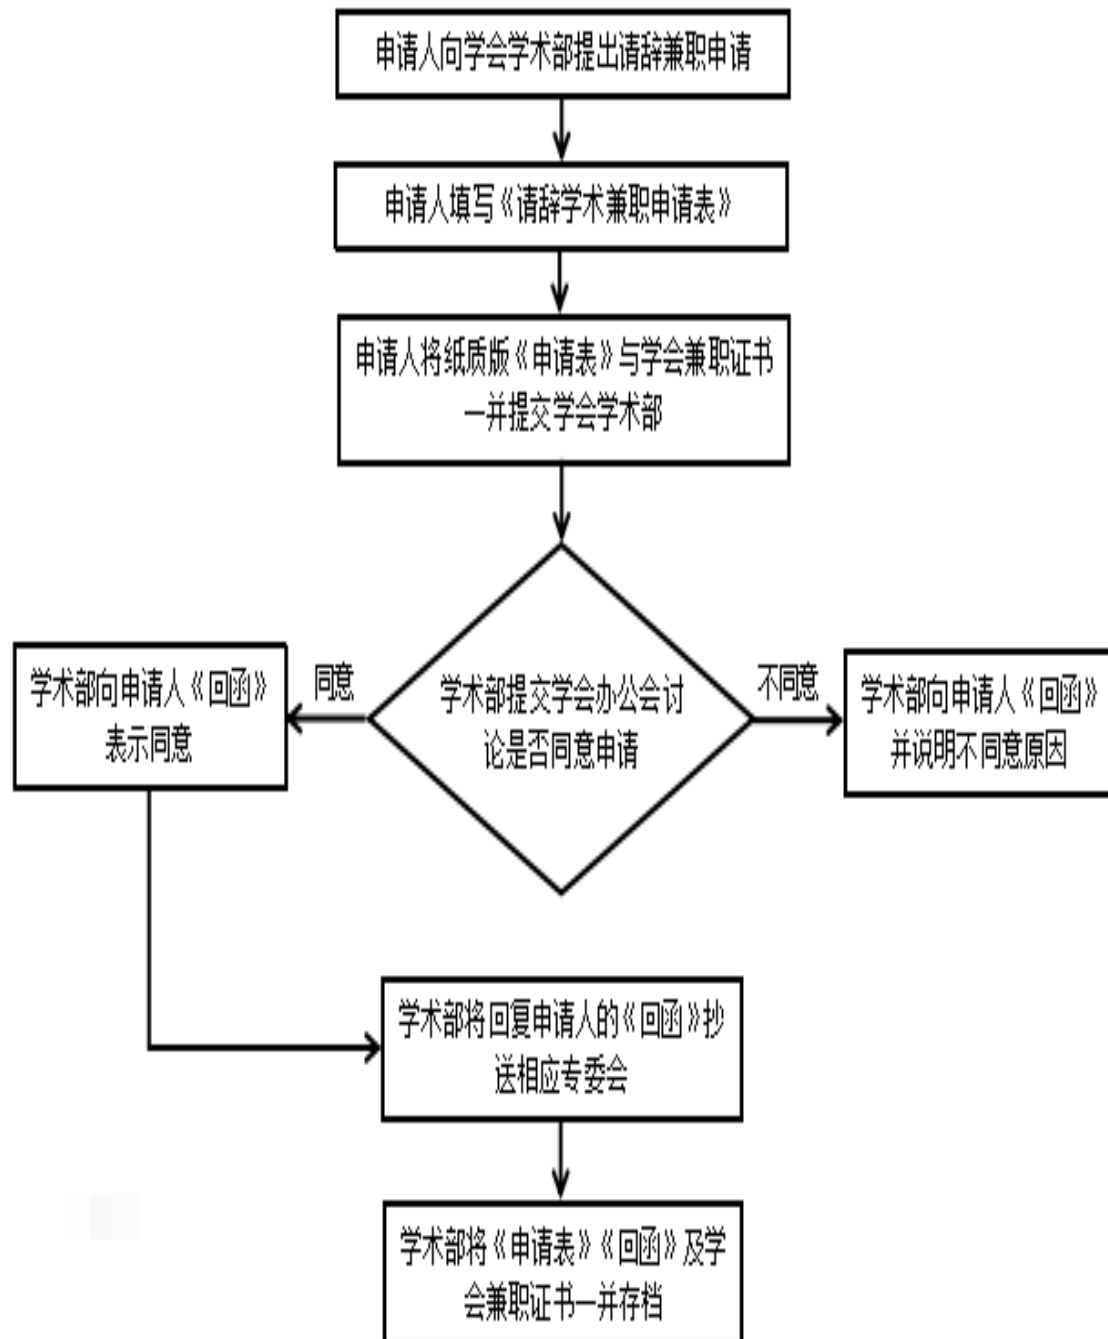 申请人向学会学术部提出请辞兼职申请
申请人填写《请辞学术兼职申请表》
申请人将纸质版《申请表》与学会兼职证书
一并提交学会学术部
学术部提交学会办公会讨
论是否同意申请
同意
学术部向申请人《回函》
表示同意
不同意
学术部向申请人《回函》
并说明不同意原因
学术部将回复申请人的《回函》抄
送相应专委会
学术部将《申请表》《回函》及学
会兼职证书一并存档